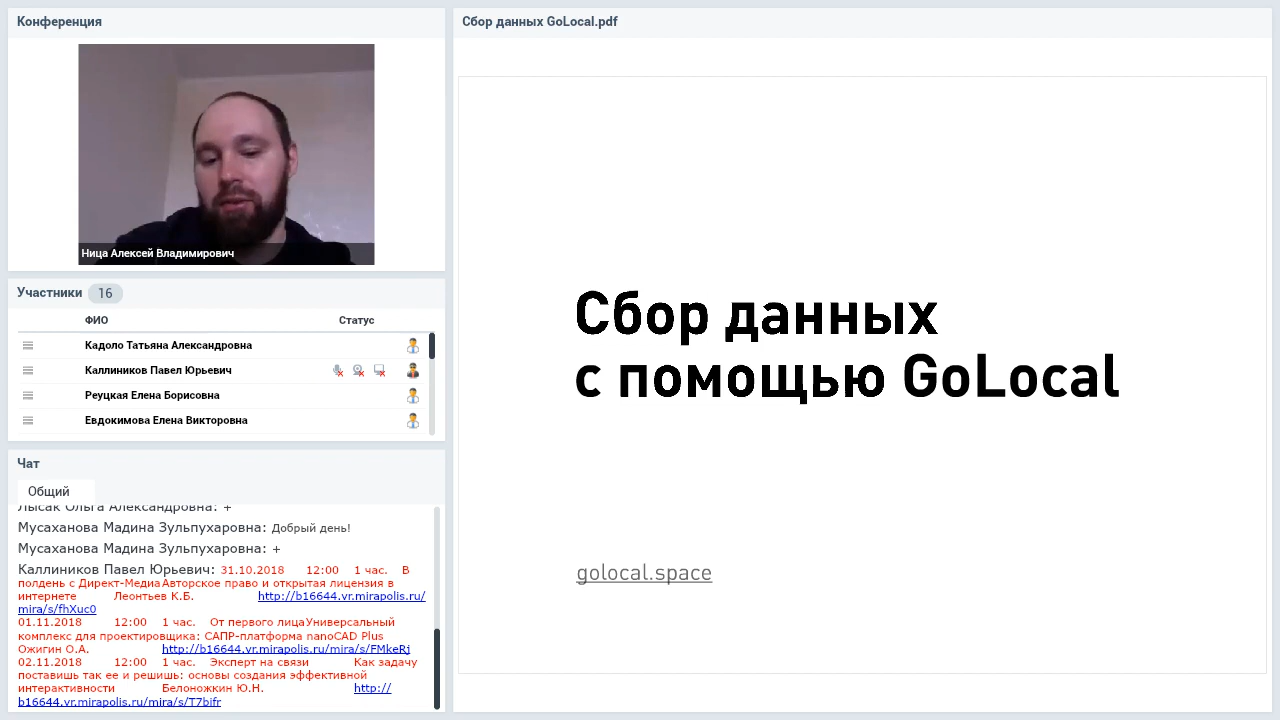 Конференция
Ница Алексей Владимирович
Участники 16
ФИО Статус
Кадоло Татьяна Александровна
Каллиников Павел Юрьевич
Реуцкая Елена Борисовна
Евдокимова Елена Викторовна
Чат
Общий
Лысак Ольга Александровна: +
Мусаханова Мадина Зульпухаровна: Добрый день!
Мусаханова Мадина Зульпухаровна: +
Каллиников Павел Юрьевич: 31.10.2018 12:00 1 час. В
полдень с Директ-МедиаАвторское право и открытая лицензия в
интернете Леонтьев К.Б. http://b16644.vr.mirapolis.ru/
mira/s/fhXuc0
01.11.2018 12:00 1 час. От первого лицаУниверсальный
комплекс для проектировщика: САПР-платформа nanoCAD Plus
Ожигин О.А. http://b16644.vr.mirapolis.ru/mira/s/FMkeRj
02.11.2018 12:00 1 час. Эксперт на связи Как задачу
поставишь так ее и решишь: основы создания эффективной
интерактивности Белоножкин Ю.Н. http://
b16644.vr.mirapolis.ru/mira/s/T7bifr
Сбор данных GoLocal.pdf
Сбор данных
с помощью GoLocal
golocal.space